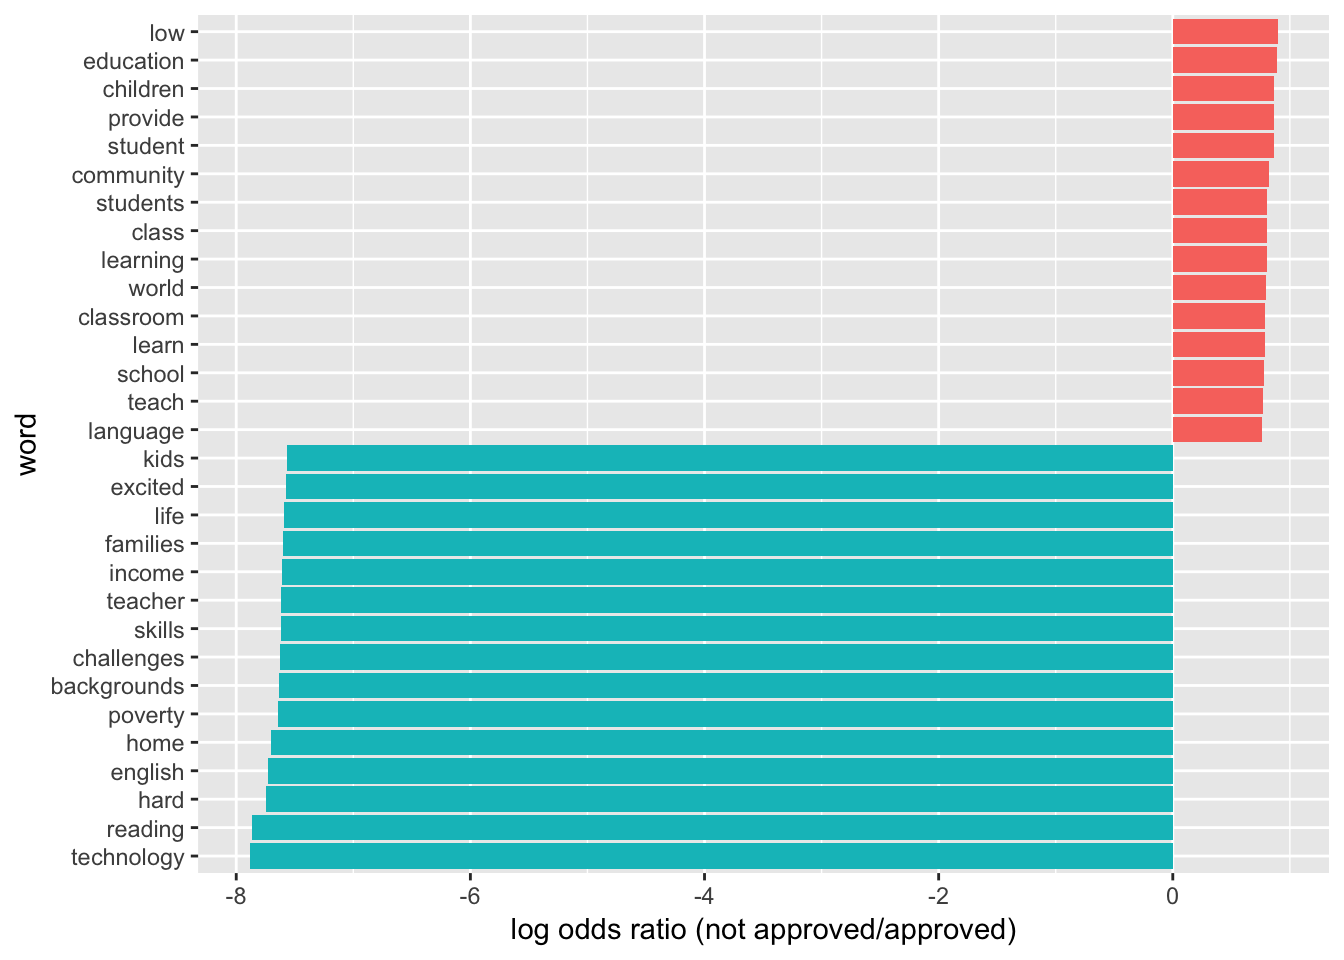 low
education
children
provide
student
community
students
class
learning
world
classroom
learn
school
teach
language
kids
excited
life
families
income
teacher
skills
challenges
backgrounds
poverty
home
english
hard
reading
technology
word
-8 -6 -4 -2 0
log odds ratio (not approved/approved)